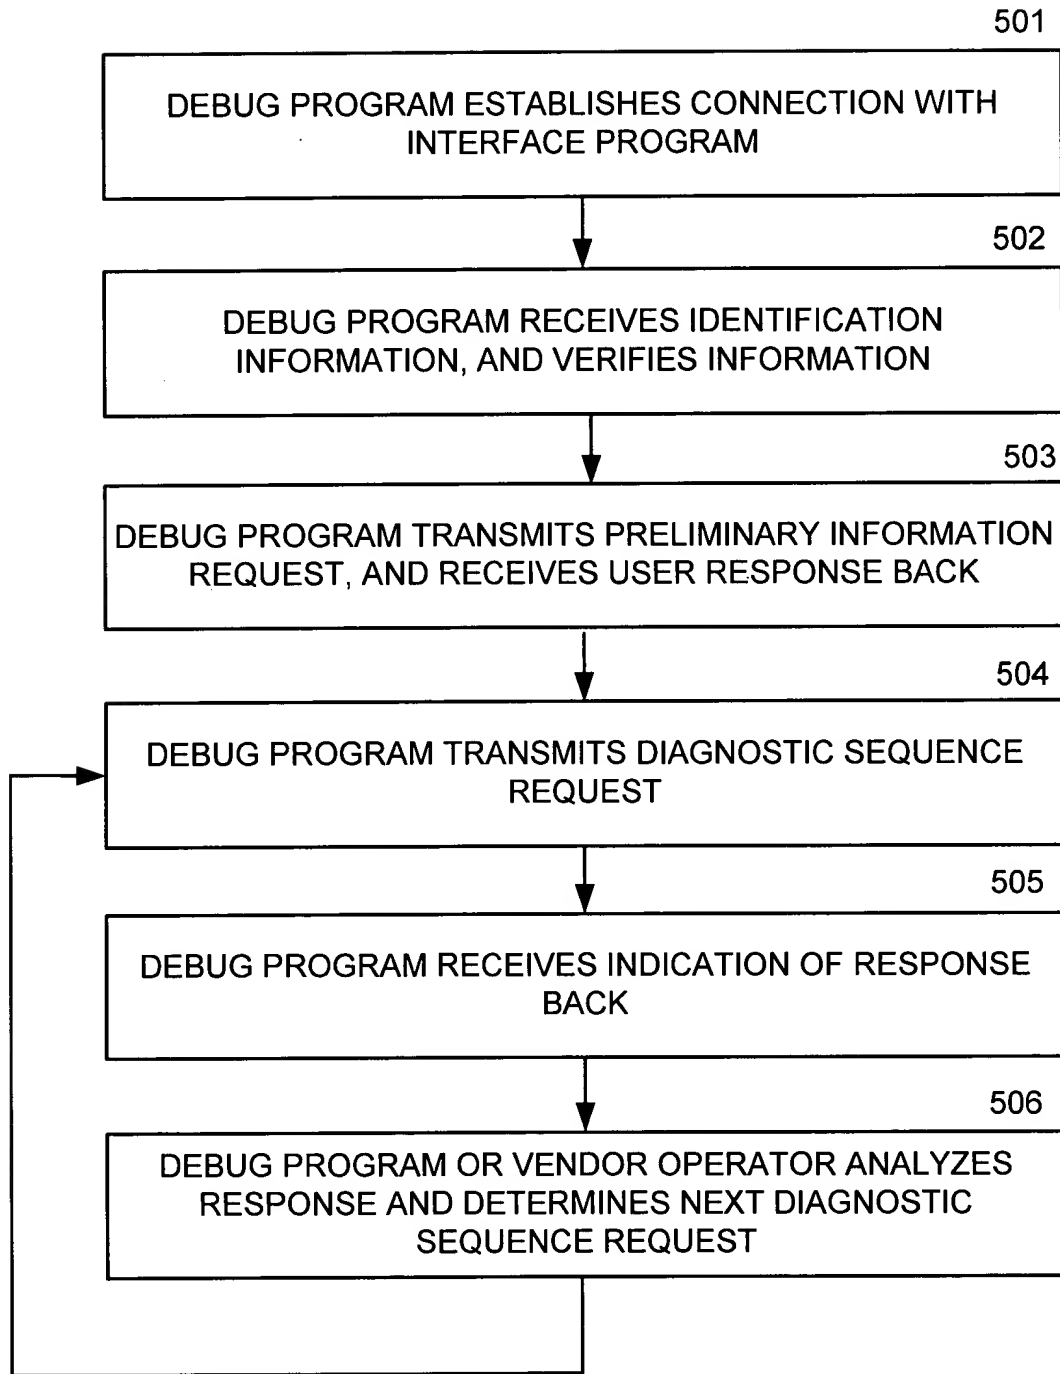 501
DEBUG PROGRAM ESTABLISHES CONNECTION WITH
INTERFACE PROGRAM
502
DEBUG PROGRAM RECEIVES IDENTIFICATION
INFORMATION, AND VERIFIES INFORMATION
503
DEBUG PROGRAM TRANSMITS PRELIMINARY INFORMATION
REQUEST, AND RECEIVES USER RESPONSE BACK
504
DEBUG PROGRAM TRANSMITS DIAGNOSTIC SEQUENCE
REQUEST
505
DEBUG PROGRAM RECEIVES INDICATION OF RESPONSE
BACK
506
DEBUG PROGRAM OR VENDOR OPERATOR ANALYZES
RESPONSE AND DETERMINES NEXT DIAGNOSTIC
SEQUENCE REQUEST